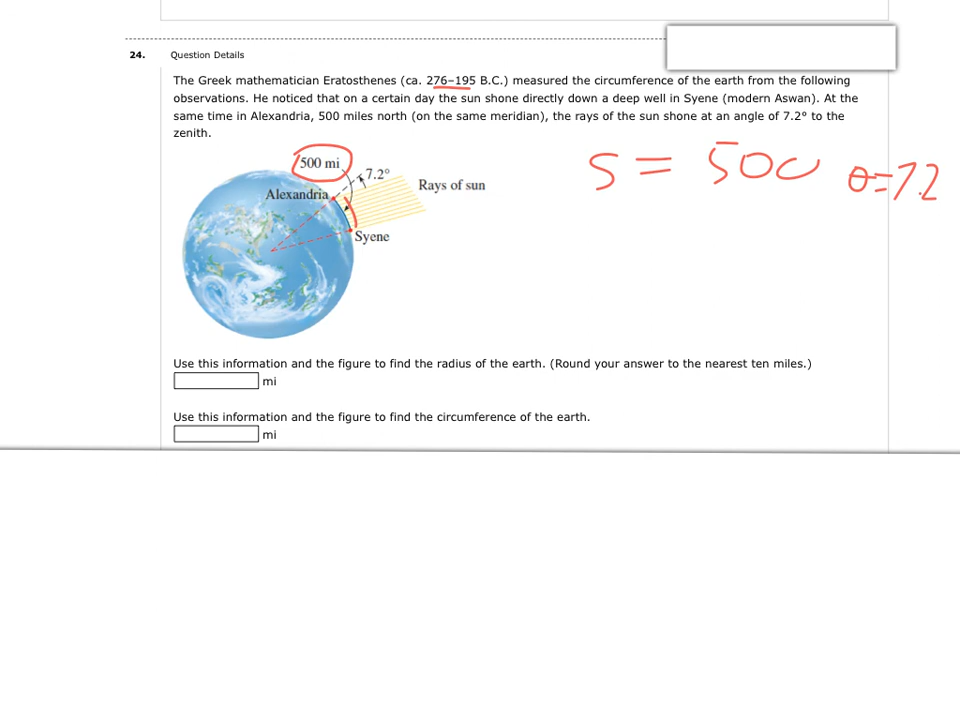 24. Question Details
The Greek mathematician Eratosthenes (ca. 276–195 B.C.) measured the circumference of the earth from the following
observations. He noticed that on a certain day the sun shone directly down a deep well in Syene (modern Aswan). At the
same time in Alexandria, 500 miles north (on the same meridian), the rays of the sun shone at an angle of 7.2° to the
zenith.
S = 500 θ=7.2
500 mi
7.2°
Alexandria
Rays of sun
Syene
Use this information and the figure to find the radius of the earth. (Round your answer to the nearest ten miles.)
mi
Use this information and the figure to find the circumference of the earth.
mi